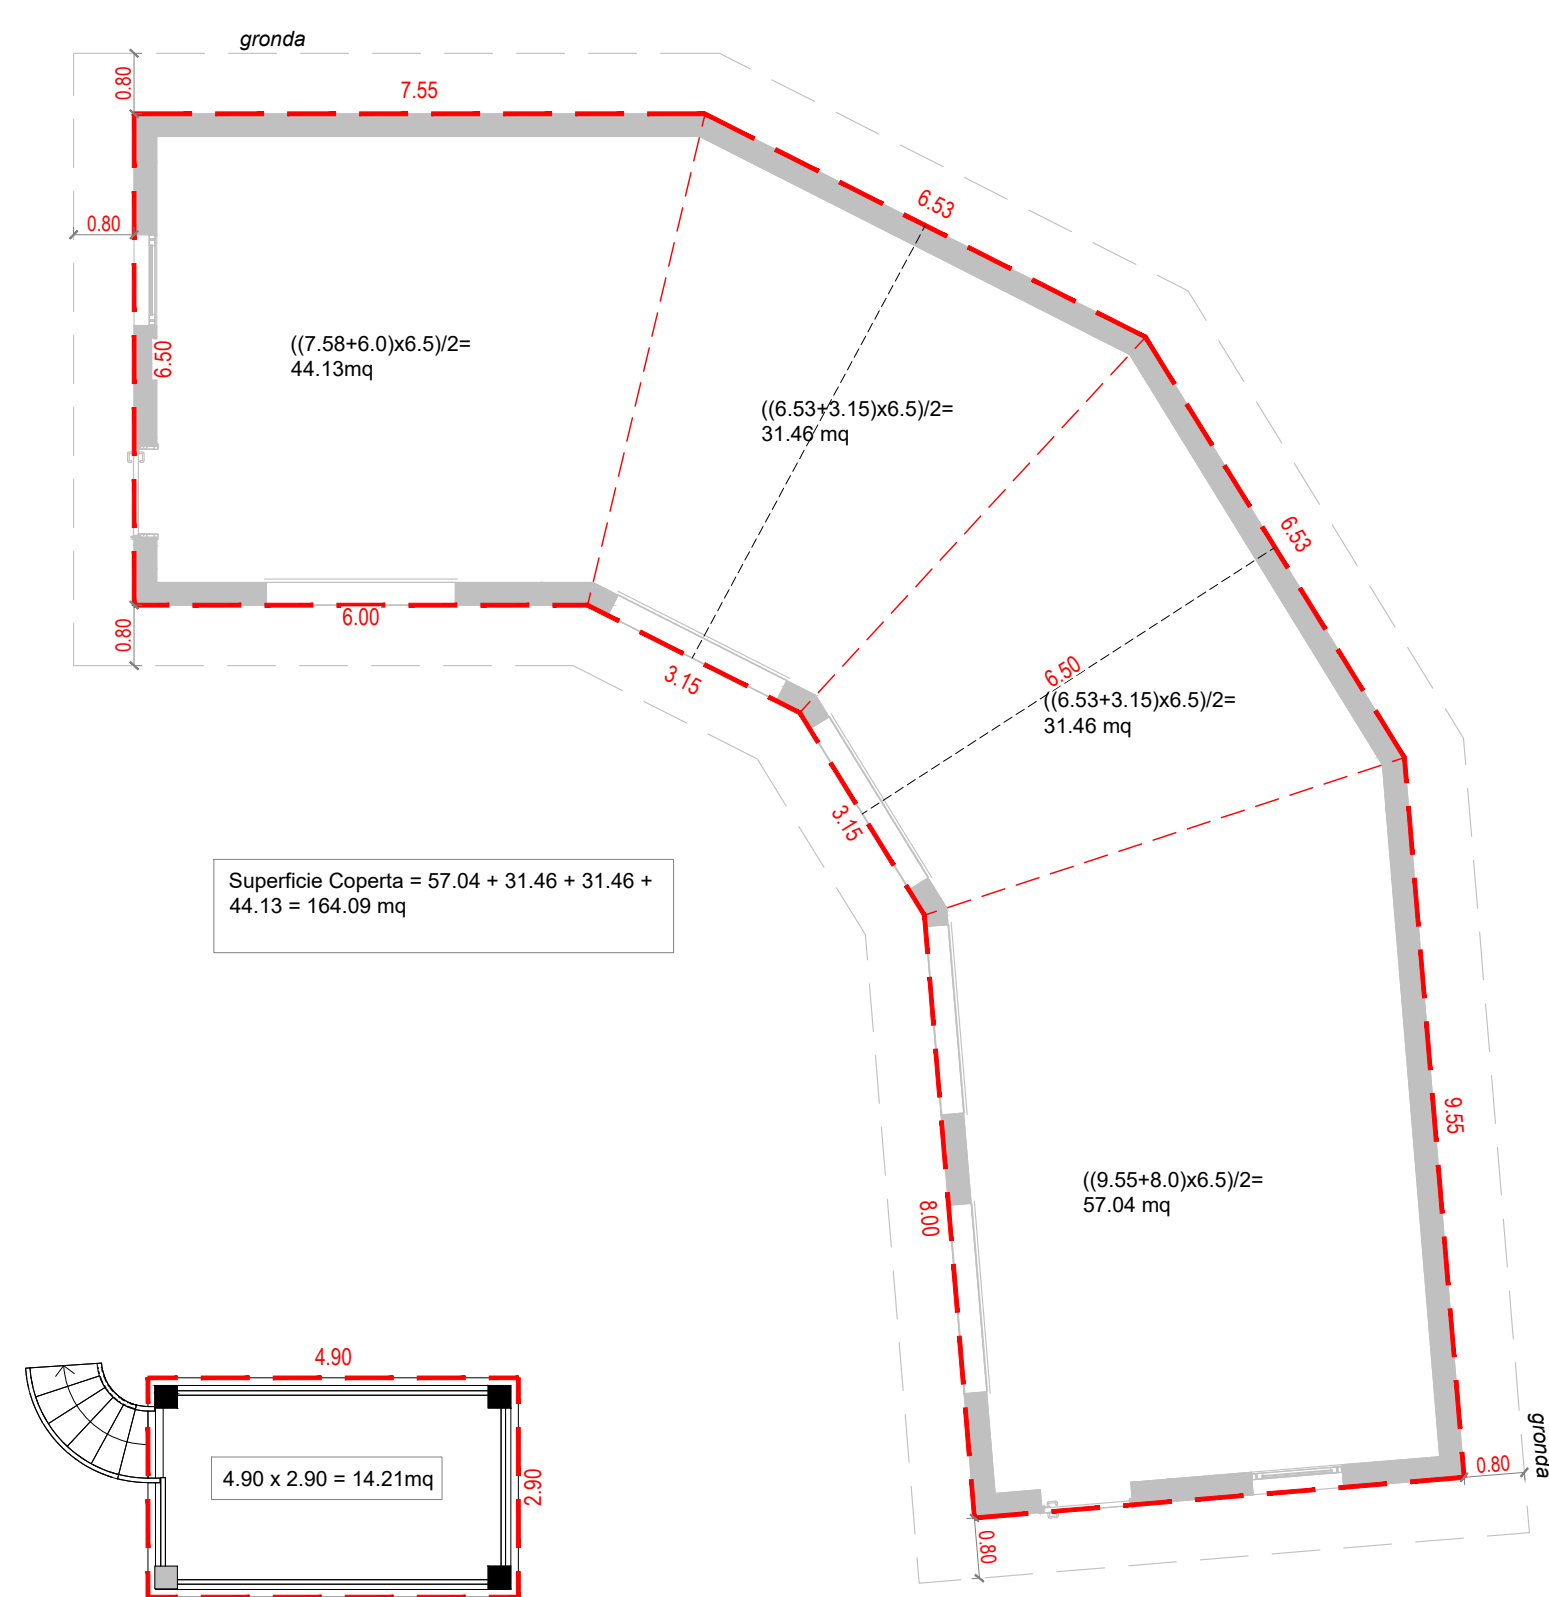 gronda
0.80
7.55
6.53
0.80
6.50
((7.58+6.0)x6.5)/2=
44.13mq
((6.53+3.15)x6.5)/2=
31.46 mq
6.53
0.80
6.00
3.15
6.50
((6.53+3.15)x6.5)/2=
31.46 mq
3.15
Superficie Coperta = 57.04 + 31.46 + 31.46 +
44.13 = 164.09 mq
9.55
((9.55+8.0)x6.5)/2=
57.04 mq
8.00
4.90
4.90 x 2.90 = 14.21mq
2.90
0.80
gronda
0.80